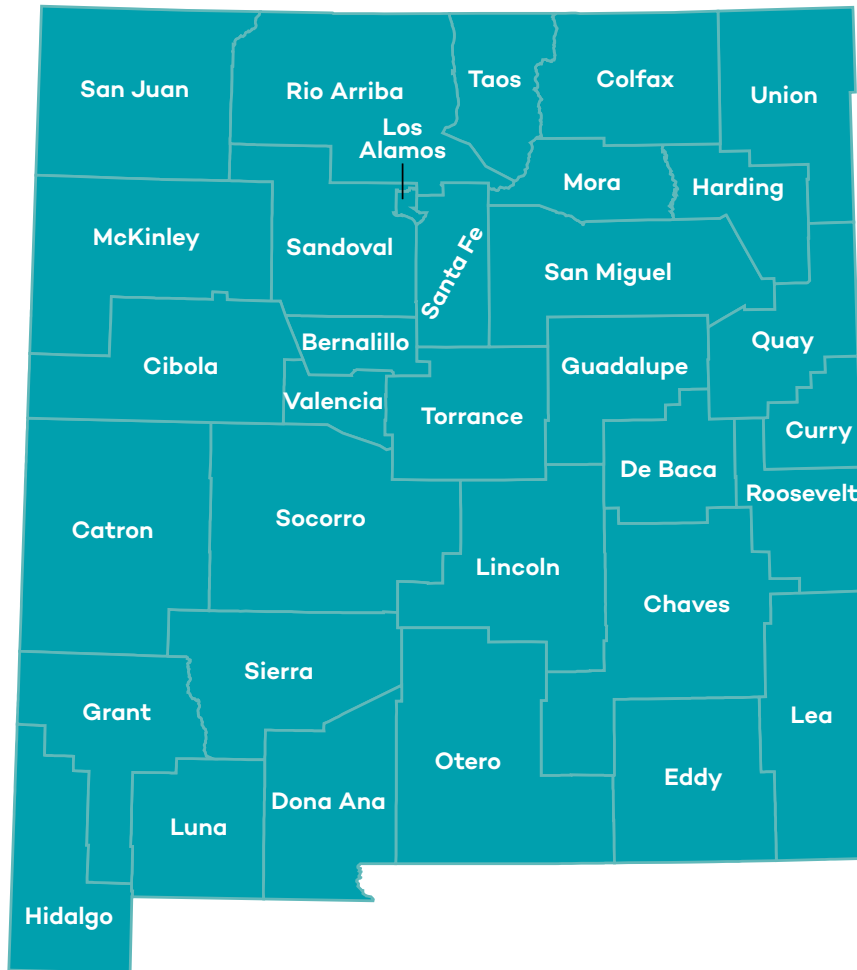 San Juan
Rio Arriba
Taos
Colfax
Union
Los
Alamos
Mora
Harding
McKinley
Sandoval
Santa Fe
San Miguel
Bernalillo
Quay
Cibola
Guadalupe
Valencia
Torrance
Curry
De Baca
Roosevelt
Catron
Socorro
Lincoln
Chaves
Sierra
Grant
Lea
Otero
Eddy
Dona Ana
Luna
Hidalgo